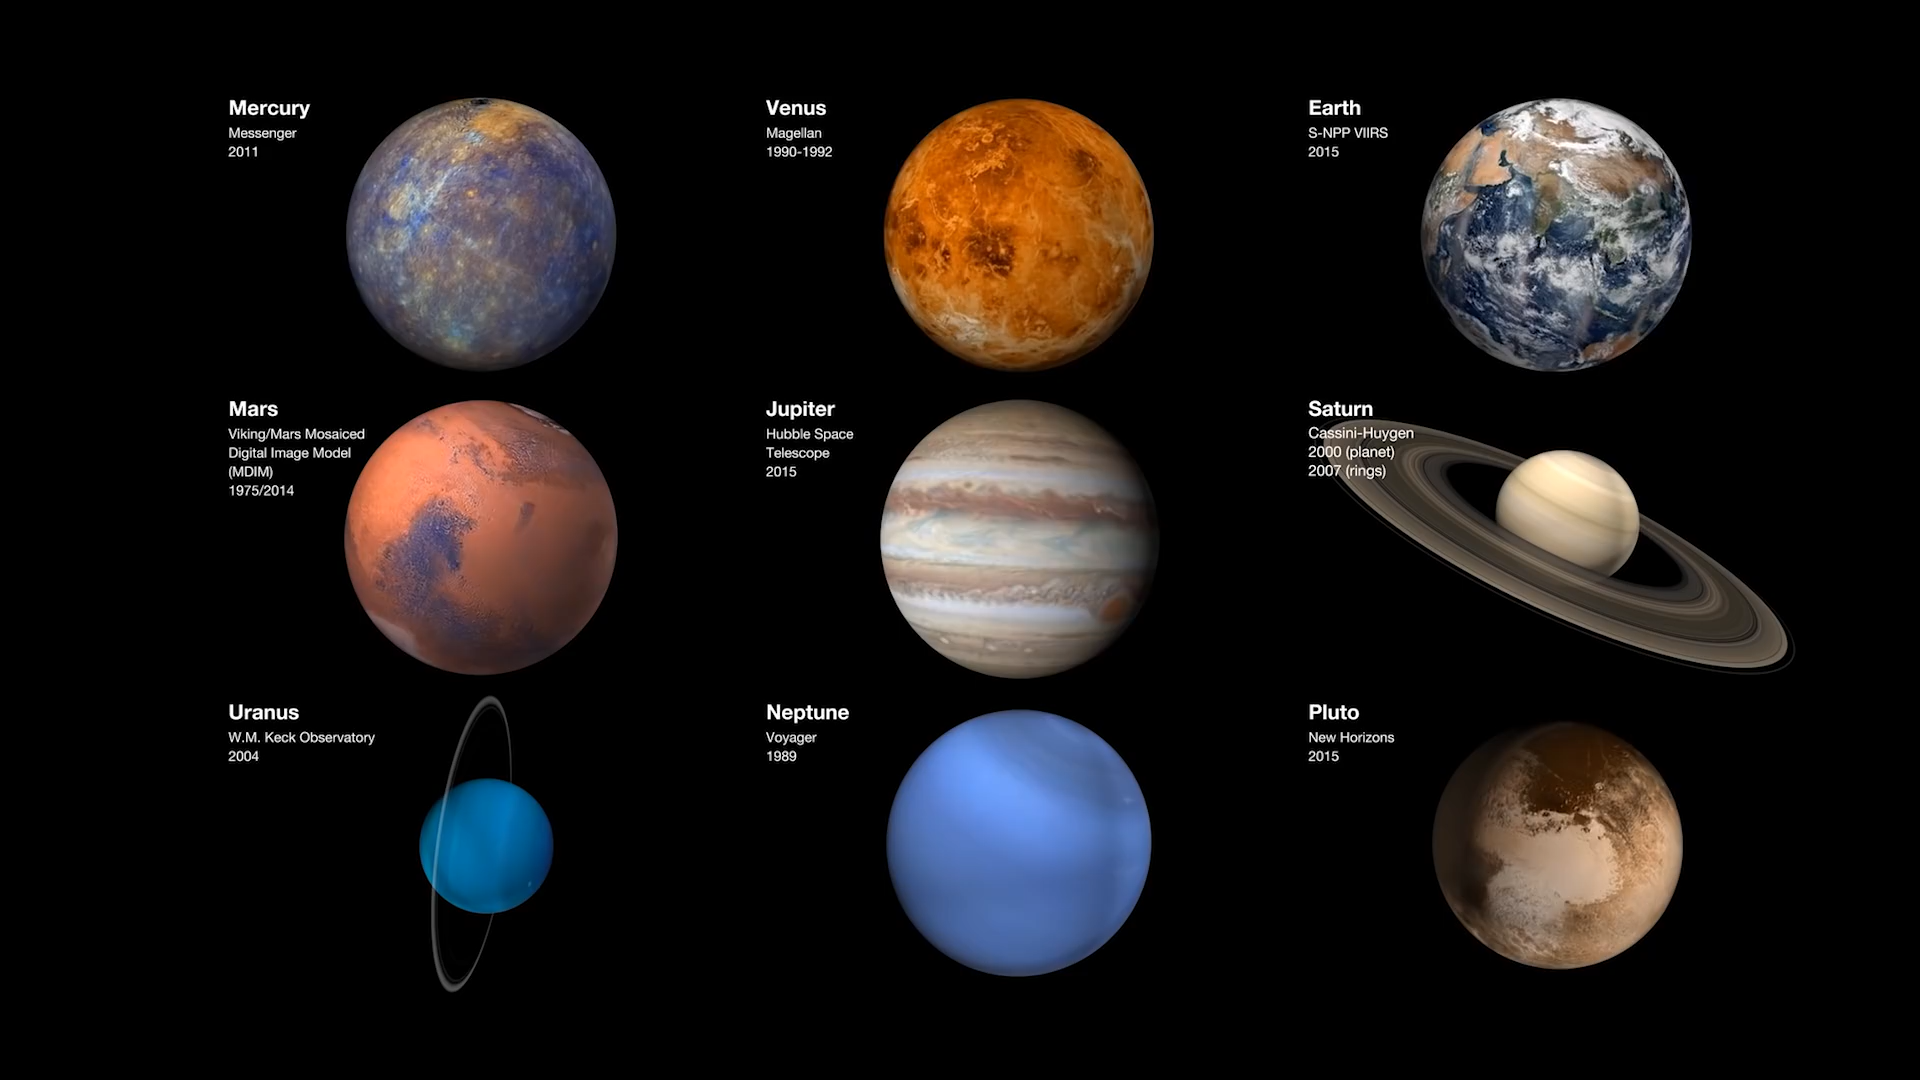 Mercury
Messenger
2011
Venus
Magellan
1990-1992
Earth
S-NPP VIIRS
2015
Mars
Viking/Mars Mosaiced
Digital Image Model
(MDIM)
1975/2014
Jupiter
Hubble Space
Telescope
2015
Saturn
Cassini-Huygen
2000 (planet)
2007 (rings)
Uranus
W.M. Keck Observatory
2004
Neptune
Voyager
1989
Pluto
New Horizons
2015